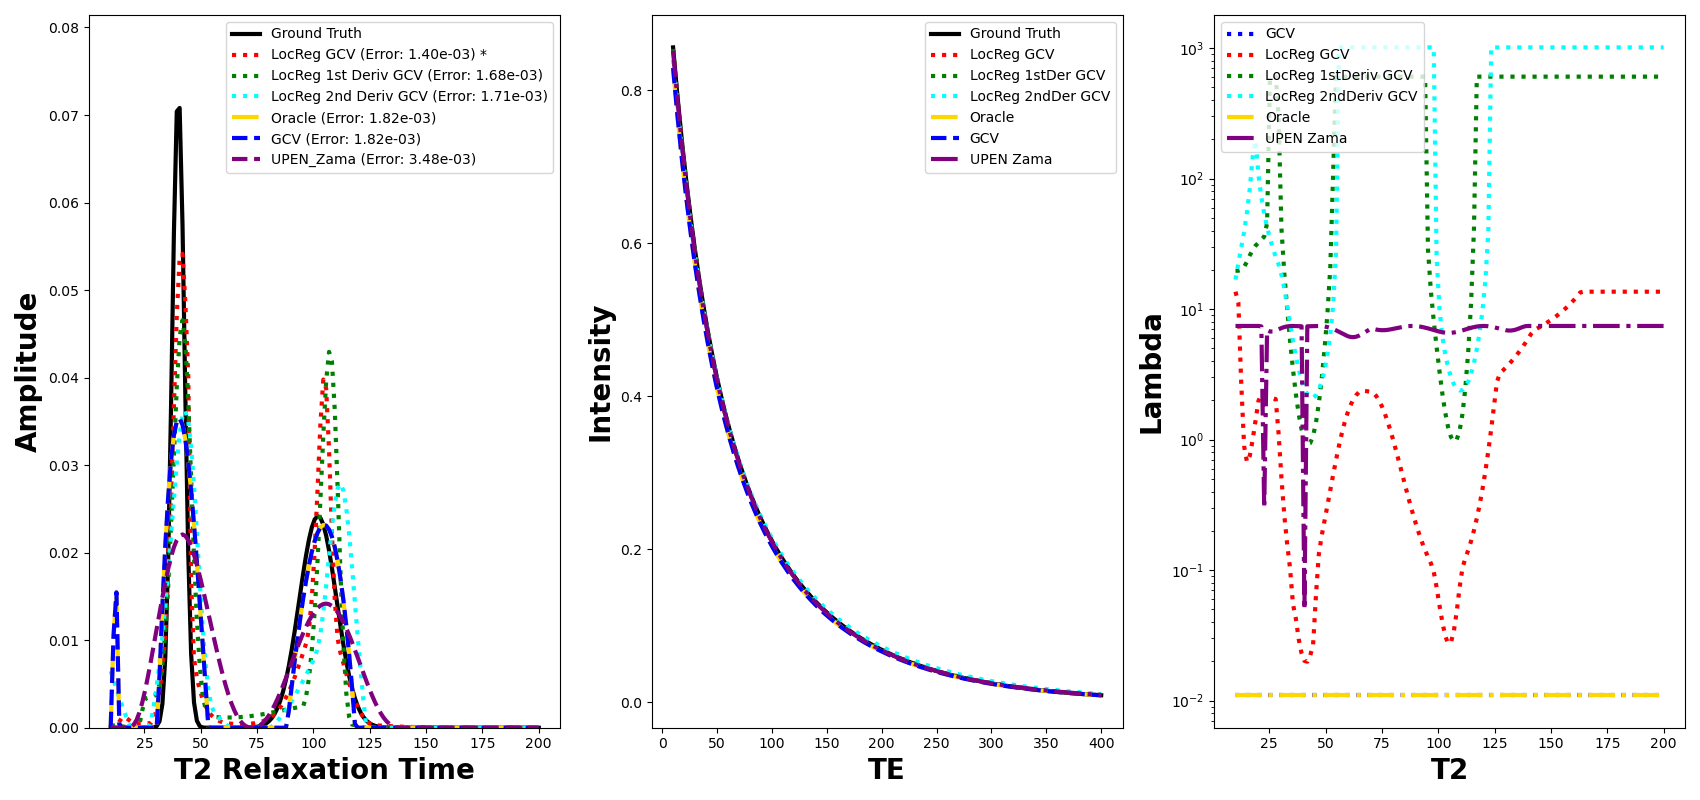 0.08
0.07
0.06
0.05
0.04
0.03
0.02
0.01
0.00
Amplitude
25 50 75 100 125 150 175 200
T2 Relaxation Time
Ground Truth
LocReg GCV (Error: 1.40e-03) *
LocReg 1st Deriv GCV (Error: 1.68e-03)
LocReg 2nd Deriv GCV (Error: 1.71e-03)
Oracle (Error: 1.82e-03)
GCV (Error: 1.82e-03)
UPEN_Zama (Error: 3.48e-03)
0.8
0.6
0.4
0.2
0.0
Intensity
0 50 100 150 200 250 300 350 400
TE
Ground Truth
LocReg GCV
LocReg 1stDer GCV
LocReg 2ndDer GCV
Oracle
GCV
UPEN Zama
10³
10²
10¹
10⁰
10⁻¹
10⁻²
Lambda
25 50 75 100 125 150 175 200
T2
GCV
LocReg GCV
LocReg 1stDeriv GCV
LocReg 2ndDeriv GCV
Oracle
UPEN Zama